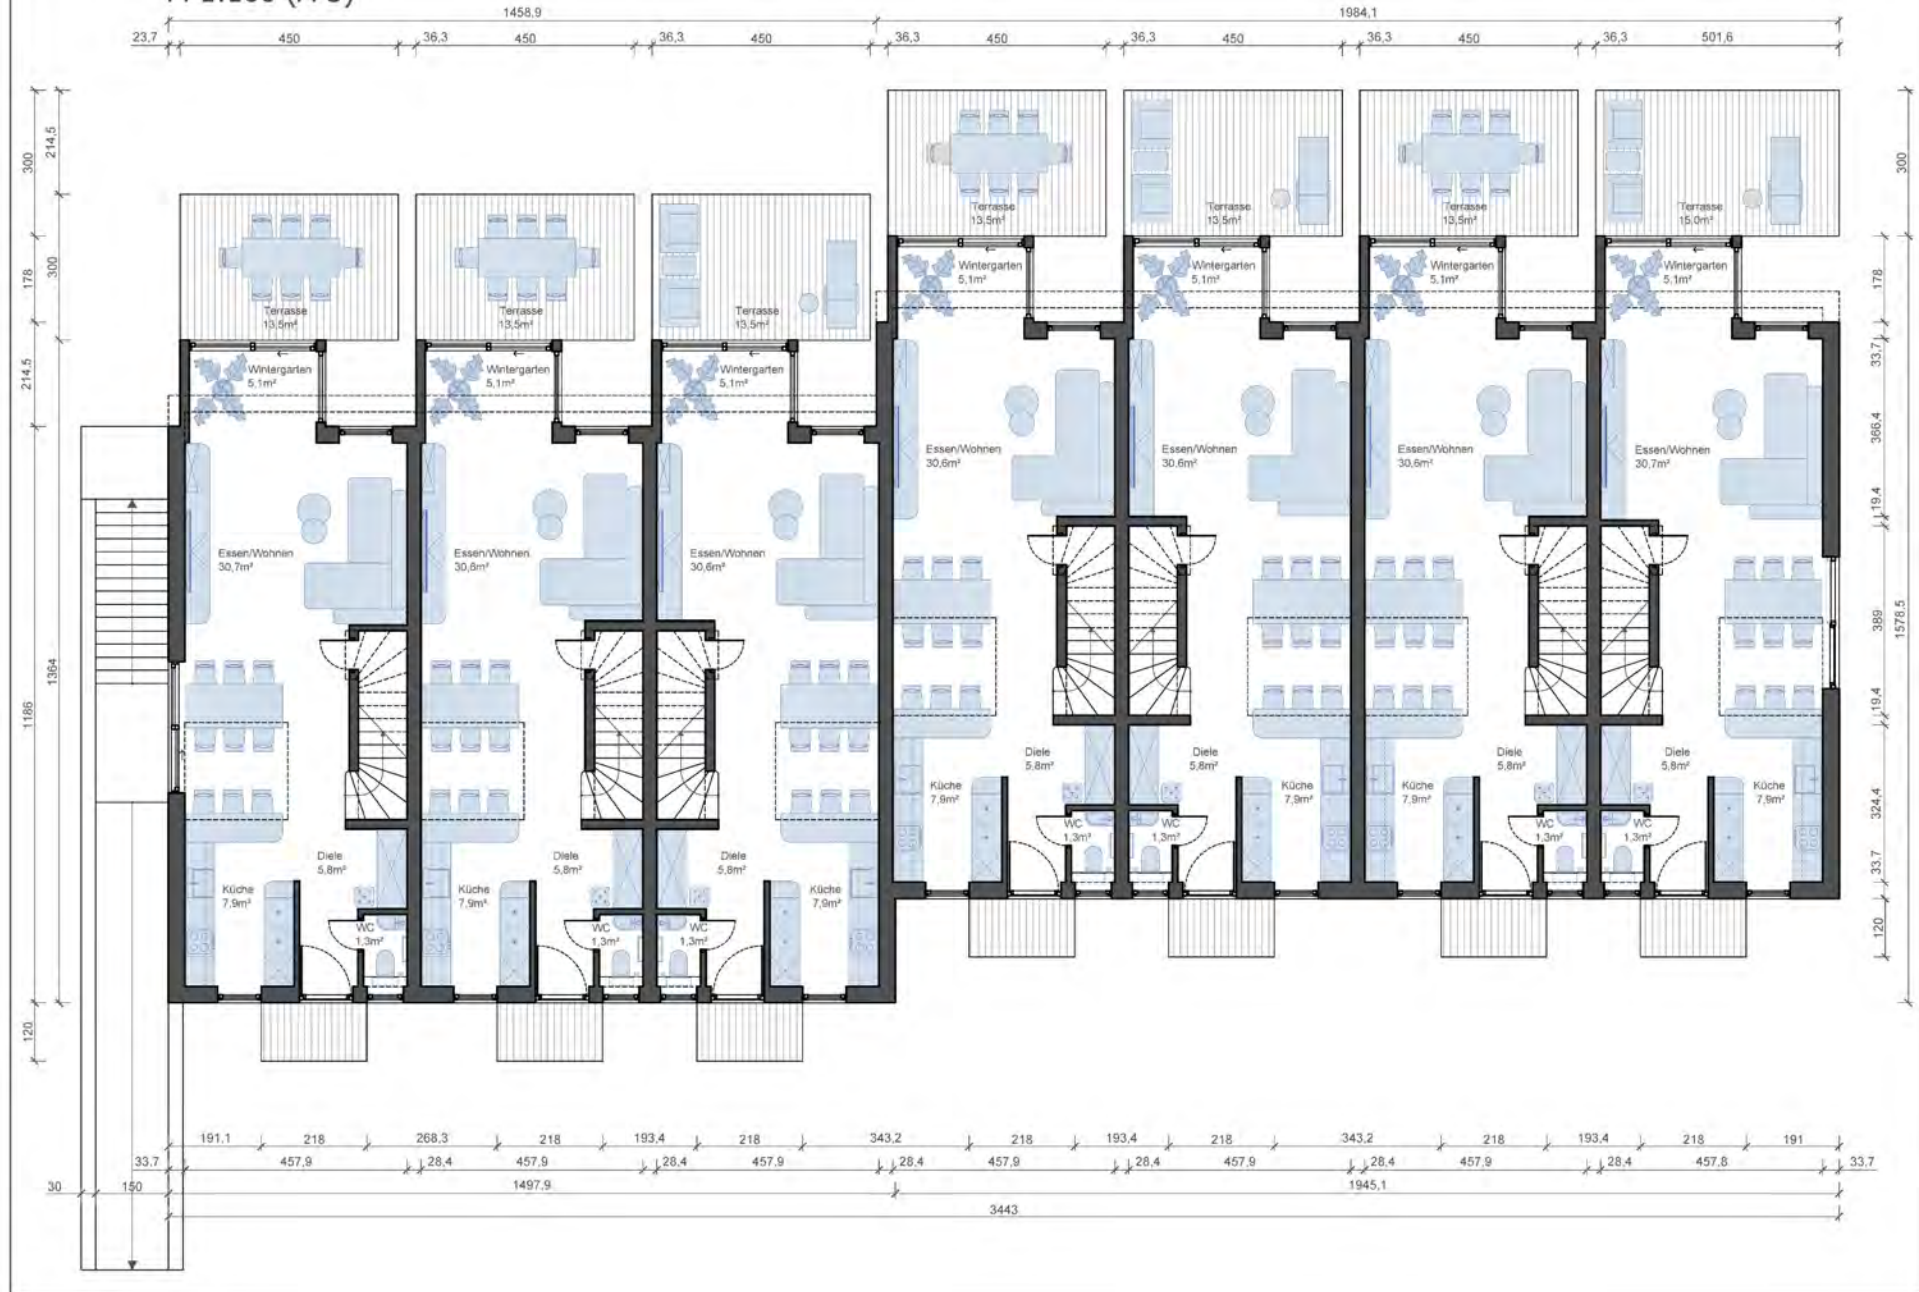 1458,9
1984,1
23,7
450
36,3
450
36,3
450
36,3
450
36,3
450
36,3
450
36,3
501,6
300
214,5
178
300
214,5
1186
1364
120
300
178
33,7
366,4
19,4
389
1578,5
19,4
324,4
33,7
120
Terrasse
13,5m²
Terrasse
13,5m²
Terrasse
13,5m²
Terrasse
15,0m²
Wintergarten
5,1m²
Wintergarten
5,1m²
Wintergarten
5,1m²
Wintergarten
5,1m²
Terrasse
13,5m²
Terrasse
13,5m²
Terrasse
13,5m²
Wintergarten
5,1m²
Wintergarten
5,1m²
Wintergarten
5,1m²
Essen/Wohnen
30,6m²
Essen/Wohnen
30,6m²
Essen/Wohnen
30,6m²
Essen/Wohnen
30,7m²
Essen/Wohnen
30,7m²
Essen/Wohnen
30,6m²
Essen/Wohnen
30,6m²
Diele
5,8m²
Diele
5,8m²
Diele
5,8m²
Diele
5,8m²
Küche
7,9m²
Küche
7,9m²
Küche
7,9m²
Küche
7,9m²
WC
1,3m²
WC
1,3m²
WC
1,3m²
WC
1,3m²
Diele
5,8m²
Diele
5,8m²
Diele
5,8m²
Küche
7,9m²
Küche
7,9m²
Küche
7,9m²
WC
1,3m²
WC
1,3m²
WC
1,3m²
191,1
218
268,3
218
193,4
218
343,2
218
193,4
218
343,2
218
193,4
218
191
33,7
457,9
28,4
457,9
28,4
457,9
28,4
457,9
28,4
457,9
28,4
457,9
28,4
457,8
33,7
30
150
1497,9
1945,1
3443